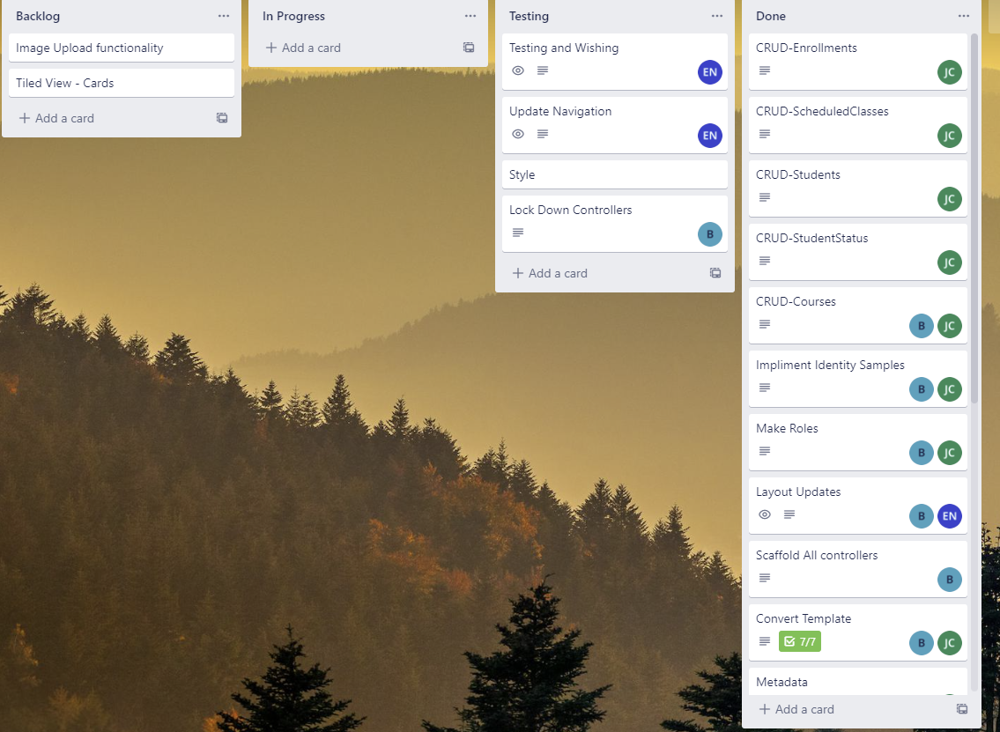 Backlog
Image Upload functionality
Tiled View - Cards
Add a card
In Progress
Add a card
Testing
Testing and Wishing
EN
Update Navigation
EN
Style
Lock Down Controllers
B
Add a card
Done
CRUD-Enrollments
JC
CRUD-ScheduledClasses
JC
CRUD-Students
JC
CRUD-StudentStatus
JC
CRUD-Courses
B JC
Impliment Identity Samples
B JC
Make Roles
B JC
Layout Updates
B EN
Scaffold All controllers
B
Convert Template
7/7 B JC
Metadata
Add a card